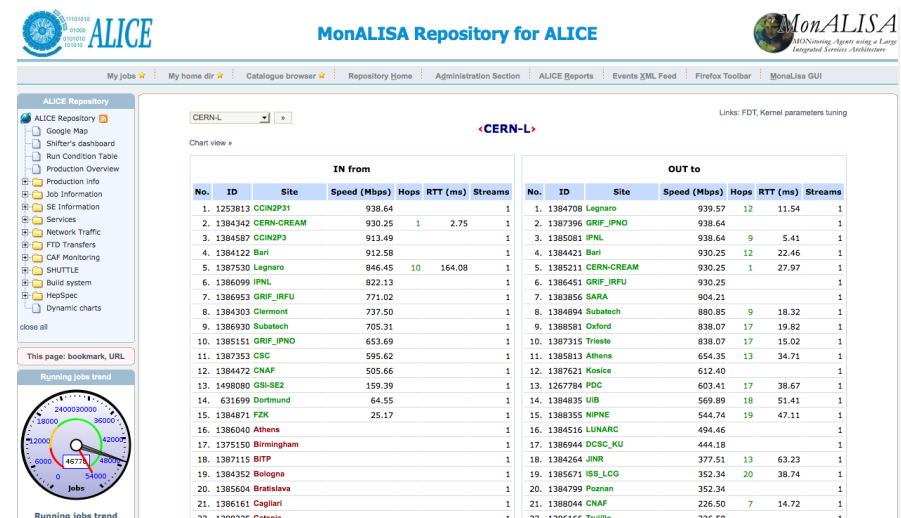 11101010
01000
010101
101010
ALICE
MonALISA Repository for ALICE
MonALISA
MONitoring Agents using a Large
Integrated Services Architecture
My jobs
My home dir
Catalogue browser
Repository Home
Administration Section
ALICE Reports
Events XML Feed
Firefox Toolbar
MonaLisa GUI
ALICE Repository
ALICE Repository
Google Map
Shifter's dashboard
Run Condition Table
Production Overview
Production info
Job Information
SE Information
Services
Network Traffic
FTD Transfers
CAF Monitoring
SHUTTLE
Build system
HepSpec
Dynamic charts
close all
This page: bookmark, URL
Running jobs trend
2400030000
18000 36000
12000 42000
6000 46776 48000
0 54000
Jobs
Running jobs trend
CERN-L »
Links: FDT, Kernel parameters tuning
‹CERN-L›
Chart view »
IN from
No. ID Site Speed (Mbps) Hops RTT (ms) Streams
1. 1253813 CCIN2P31 938.64 1
2. 1384342 CERN-CREAM 930.25 1 2.75 1
3. 1384587 CCIN2P3 913.49 1
4. 1384122 Bari 912.58 1
5. 1387530 Legnaro 846.45 10 164.08 1
6. 1386099 IPNL 822.13 1
7. 1386953 GRIF_IRFU 771.02 1
8. 1384303 Clermont 737.50 1
9. 1386930 Subatech 705.31 1
10. 1385151 GRIF_IPNO 653.69 1
11. 1387353 CSC 595.62 1
12. 1384472 CNAF 505.66 1
13. 1498080 GSI-SE2 159.39 1
14. 631699 Dortmund 64.55 1
15. 1384871 FZK 25.17 1
16. 1386040 Athens 1
17. 1375150 Birmingham 1
18. 1387115 BITP 1
19. 1384352 Bologna 1
20. 1385604 Bratislava 1
21. 1386161 Cagliari 1
OUT to
No. ID Site Speed (Mbps) Hops RTT (ms) Streams
1. 1384708 Legnaro 939.57 12 11.54 1
2. 1387396 GRIF_IPNO 938.64 1
3. 1385081 IPNL 938.64 9 5.41 1
4. 1384421 Bari 930.25 12 22.46 1
5. 1385211 CERN-CREAM 930.25 1 27.97 1
6. 1386451 GRIF_IRFU 930.25 1
7. 1383856 SARA 904.21 1
8. 1384894 Subatech 880.85 9 18.32 1
9. 1388581 Oxford 838.07 17 19.82 1
10. 1387315 Trieste 838.07 17 15.02 1
11. 1385813 Athens 654.35 13 34.71 1
12. 1387621 Kosice 612.40 1
13. 1267784 PDC 603.41 17 38.67 1
14. 1384835 UiB 569.89 18 51.41 1
15. 1388355 NIPNE 544.74 19 47.11 1
16. 1384516 LUNARC 494.46 1
17. 1386944 DCSC_KU 444.18 1
18. 1384264 JINR 377.51 13 63.23 1
19. 1385671 ISS_LCG 352.34 20 38.74 1
20. 1384799 Poznan 352.34 1
21. 1388044 CNAF 226.50 7 14.72 1